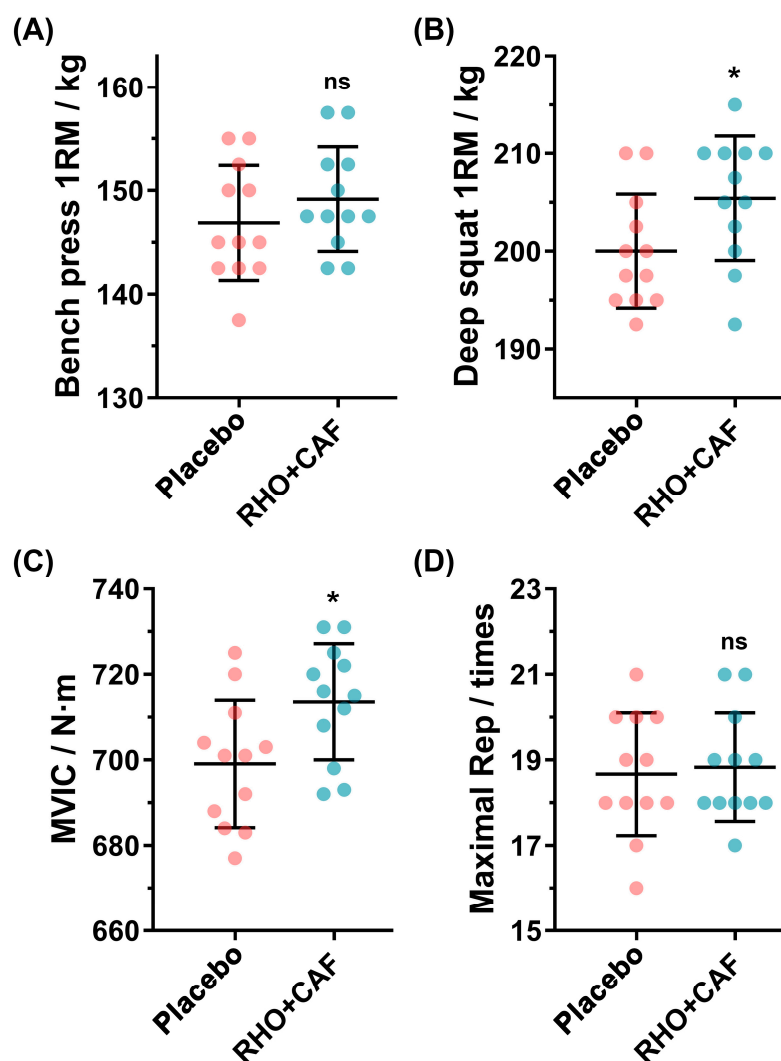 (A)
Bench press 1RM / kg
160
150
140
130
ns
Placebo
RHO+CAF
(B)
Deep squat 1RM / kg
220
210
200
190
*
Placebo
RHO+CAF
(C)
MVIC / N·m
740
720
700
680
660
*
Placebo
RHO+CAF
(D)
Maximal Rep / times
23
21
19
17
15
ns
Placebo
RHO+CAF